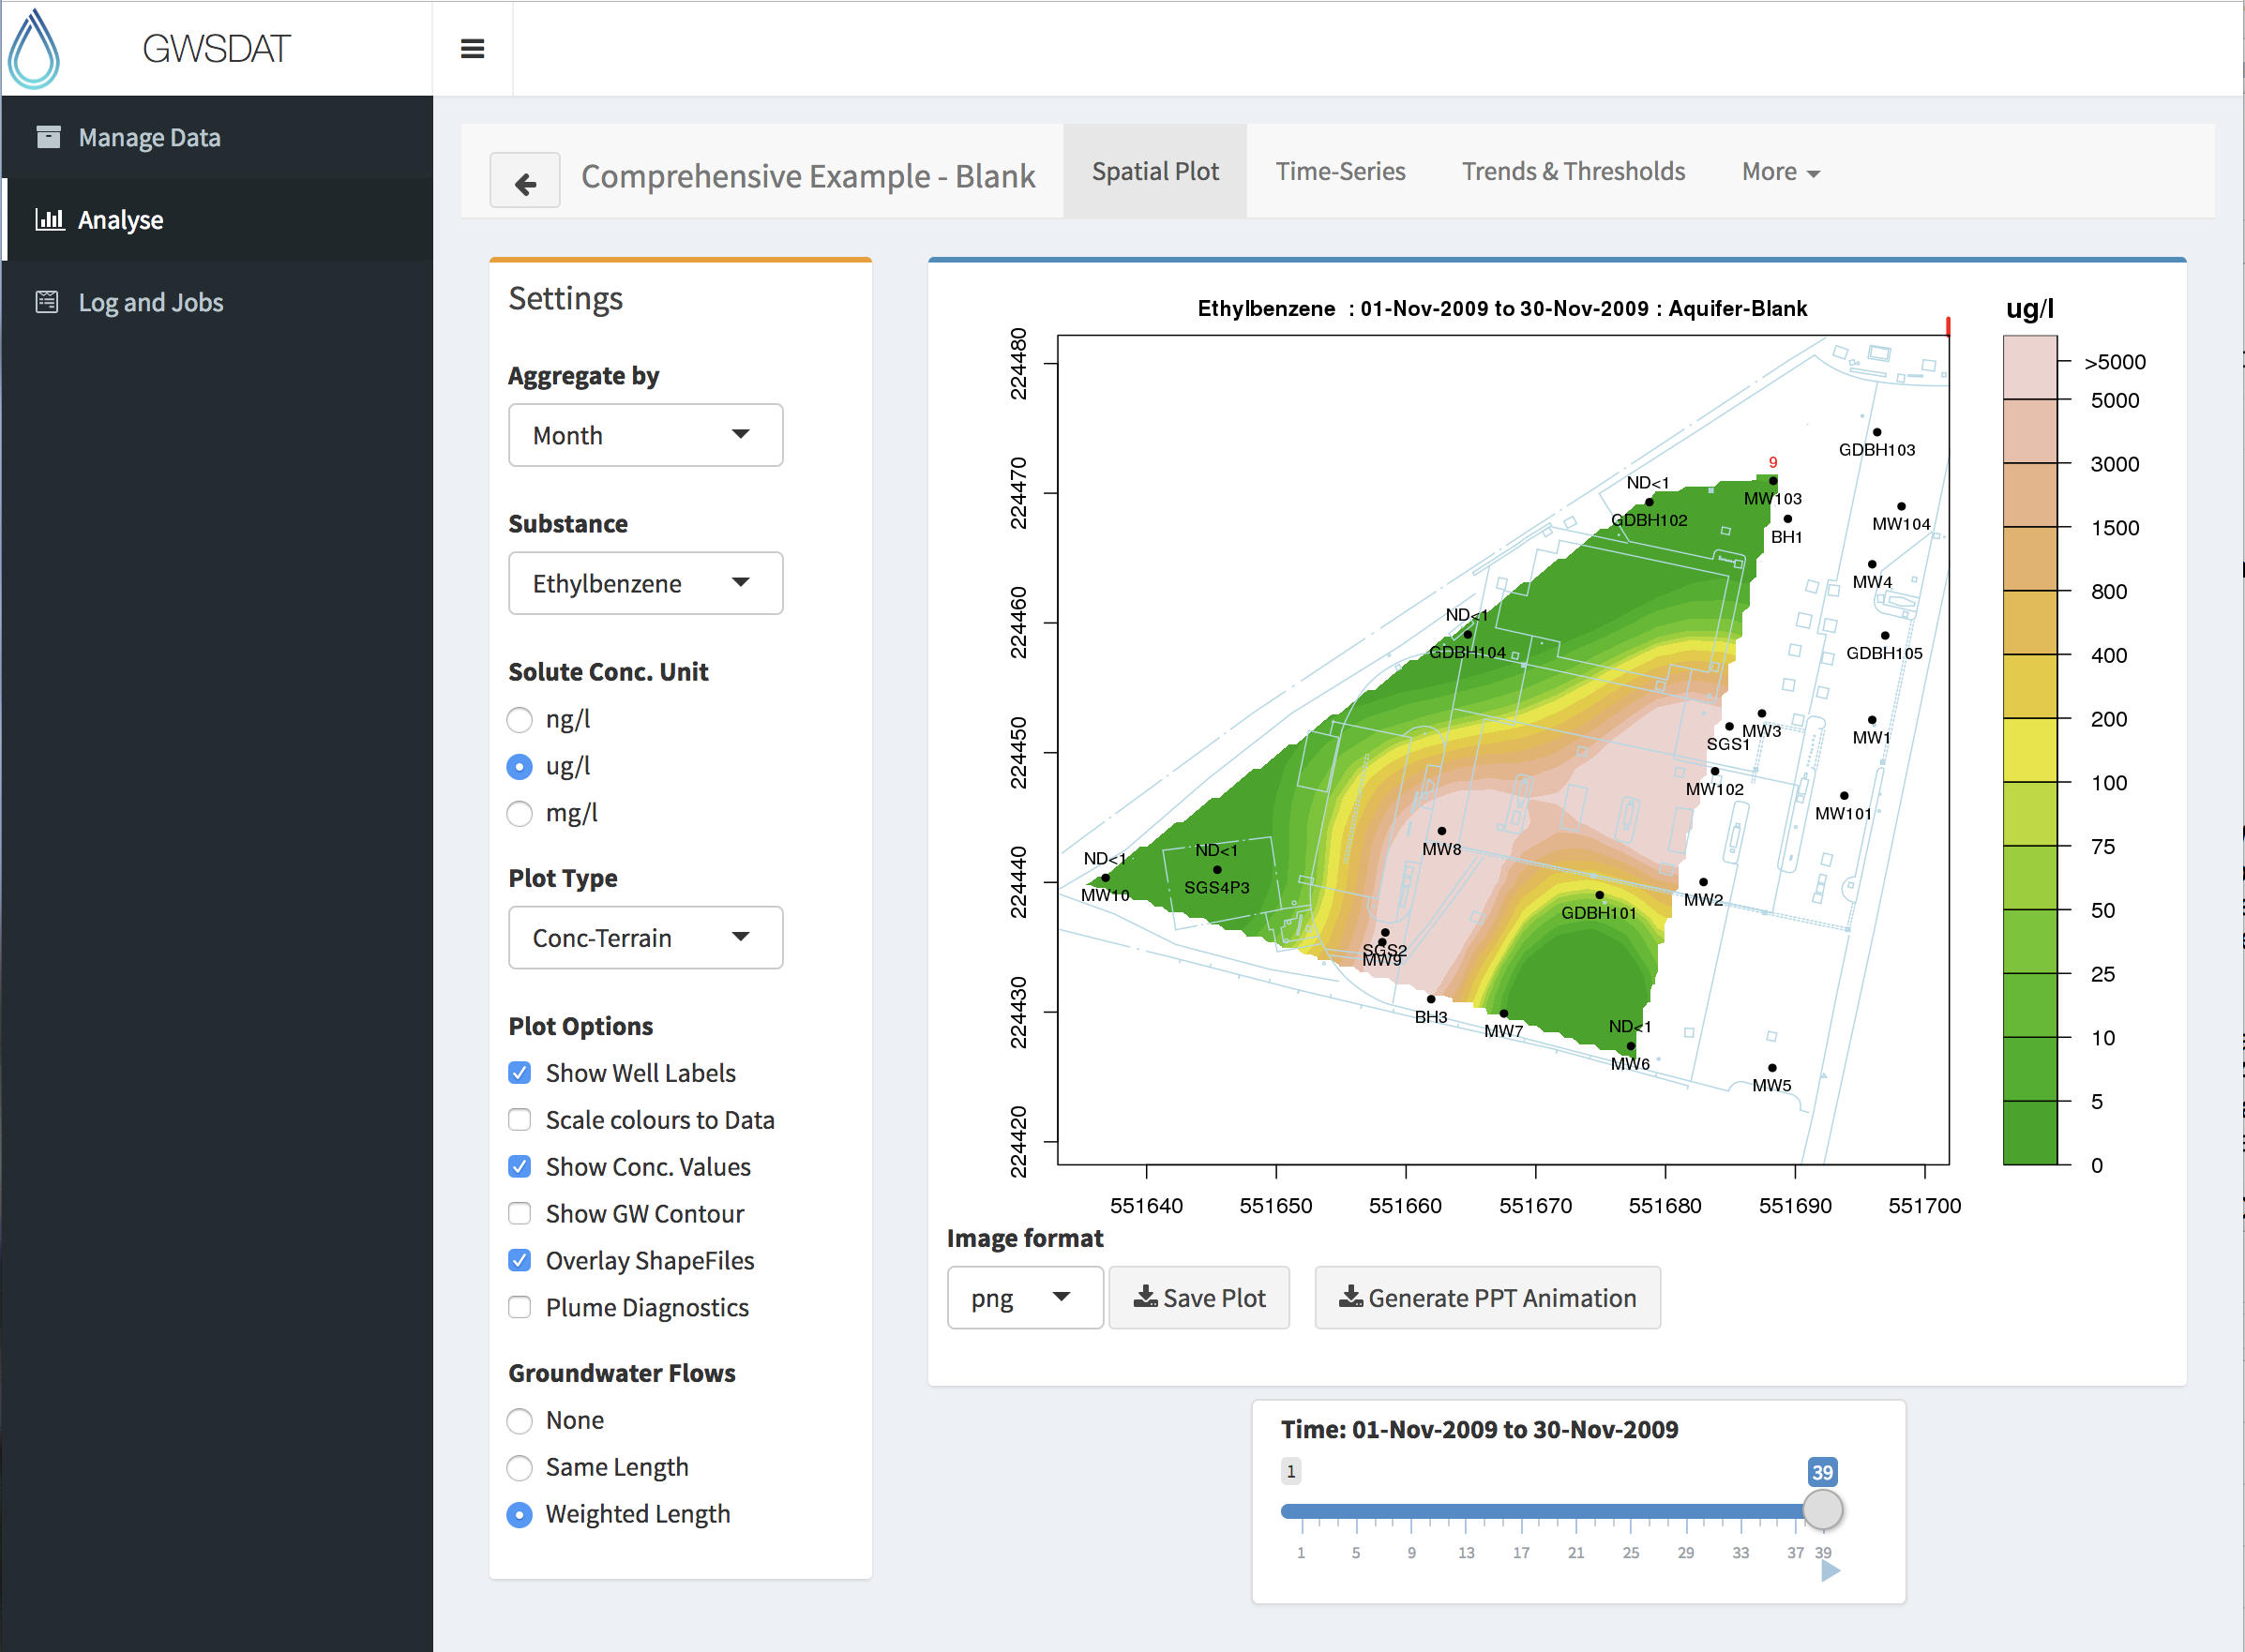 GWSDAT
Manage Data
Analyse
Log and Jobs
Comprehensive Example - Blank
Spatial Plot
Time-Series
Trends & Thresholds
More
Settings
Aggregate by
Month
Substance
Ethylbenzene
Solute Conc. Unit
ng/l
ug/l
mg/l
Plot Type
Conc-Terrain
Plot Options
Show Well Labels
Scale colours to Data
Show Conc. Values
Show GW Contour
Overlay ShapeFiles
Plume Diagnostics
Groundwater Flows
None
Same Length
Weighted Length
Ethylbenzene : 01-Nov-2009 to 30-Nov-2009 : Aquifer-Blank
224480
224470
224460
224450
224440
224430
224420
GDBH103
9
MW103
ND<1
GDBH102
BH1
MW104
MW4
ND<1
GDBH104
GDBH105
MW3
SGS1
MW1
MW102
MW101
MW8
ND<1
MW10
ND<1
SGS4P3
MW2
GDBH101
SGS2
MW9
BH3
MW7
ND<1
MW6
MW5
551640
551650
551660
551670
551680
551690
551700
ug/l
>5000
5000
3000
1500
800
400
200
100
75
50
25
10
5
0
Image format
png
Save Plot
Generate PPT Animation
Time: 01-Nov-2009 to 30-Nov-2009
1
39
1 5 9 13 17 21 25 29 33 37 39